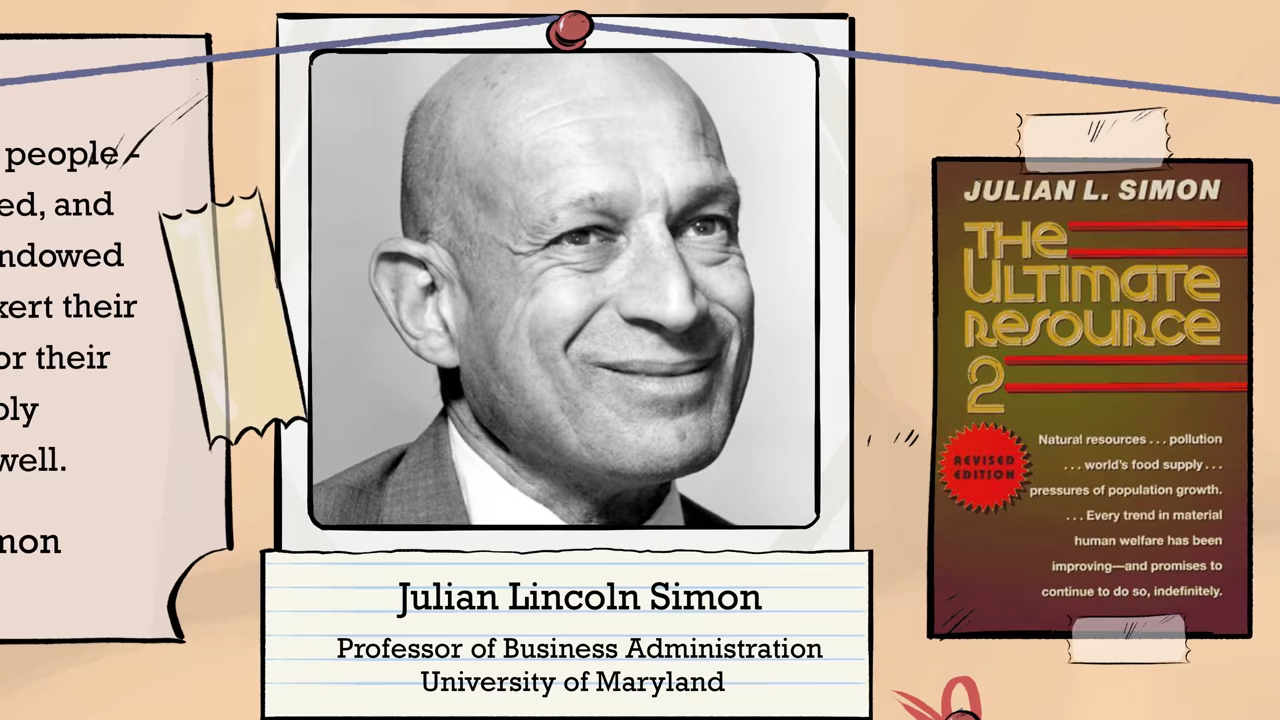 people-
ed, and
ndowed
xert their
or their
bly
well.
mon
Julian Lincoln Simon
Professor of Business Administration
University of Maryland
JULIAN L. SIMON
THE
ULTIMATE
RESOURCE
2
REVISED
EDITION
Natural resources . . . pollution
. . . world's food supply . . .
pressures of population growth.
. . . Every trend in material
human welfare has been
improving—and promises to
continue to do so, indefinitely.